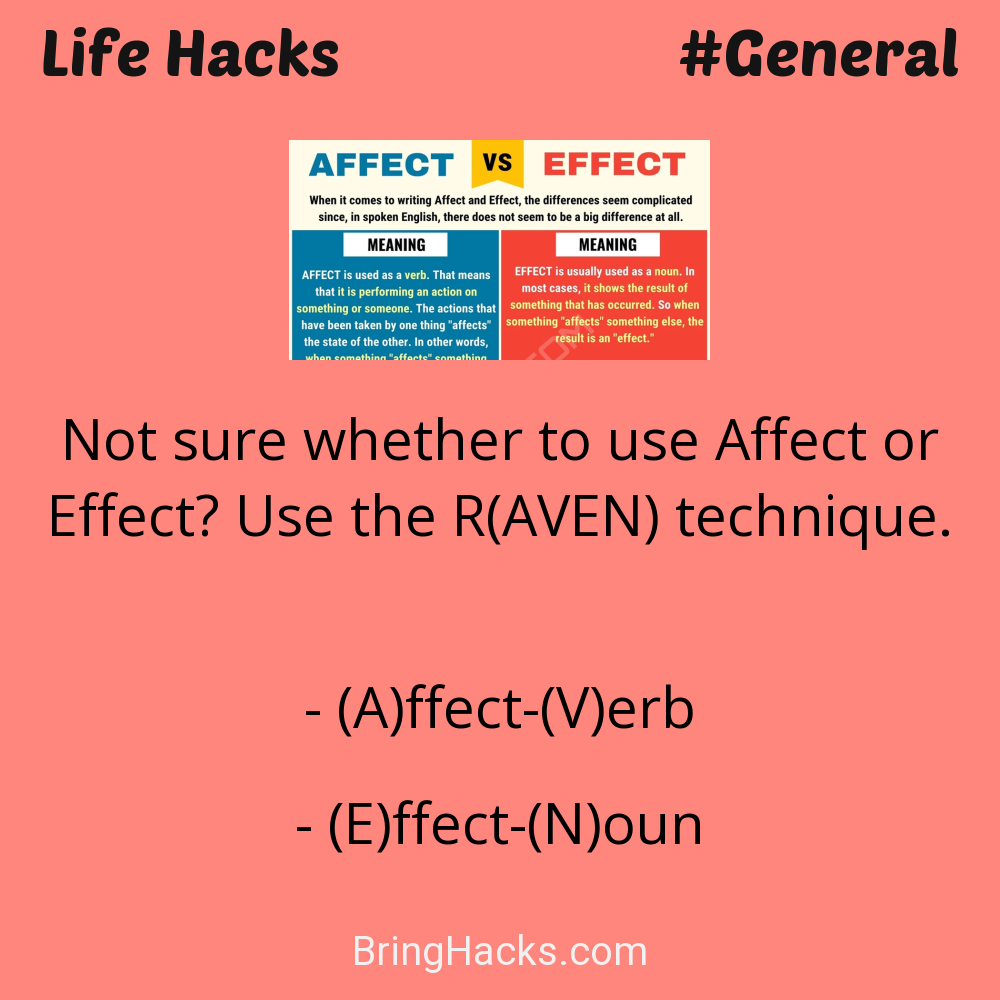 Life Hacks #General
AFFECT VS EFFECT
When it comes to writing Affect and Effect, the differences seem complicated
since, in spoken English, there does not seem to be a big difference at all.
MEANING
AFFECT is used as a verb. That means
that it is performing an action on
something or someone. The actions that
have been taken by one thing "affects"
the state of the other. In other words,
when something "affects" something
MEANING
EFFECT is usually used as a noun. In
most cases, it shows the result of
something that has occurred. So when
something "affects" something else, the
result is an "effect."
Not sure whether to use Affect or
Effect? Use the R(AVEN) technique.
- (A)ffect-(V)erb
- (E)ffect-(N)oun
BringHacks.com